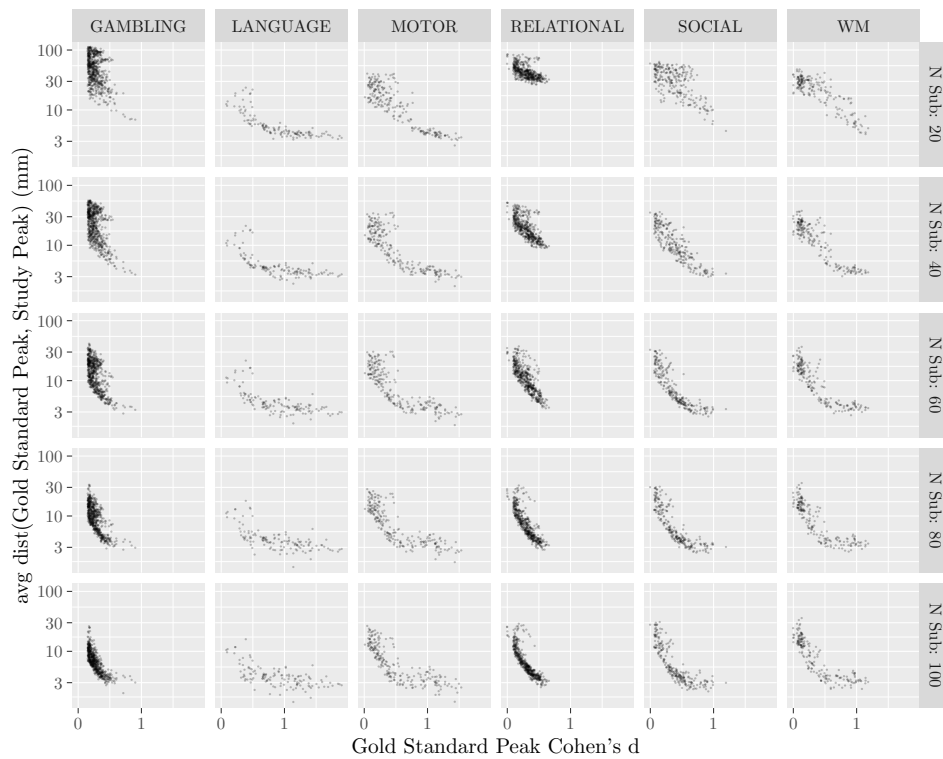 GAMBLING LANGUAGE MOTOR RELATIONAL SOCIAL WM
100
30
10
3
N Sub: 20
100
30
10
3
N Sub: 40
100
30
10
3
N Sub: 60
100
30
10
3
N Sub: 80
100
30
10
3
N Sub: 100
avg dist(Gold Standard Peak, Study Peak) (mm)
0 1 0 1 0 1 0 1 0 1 0 1
Gold Standard Peak Cohen's d